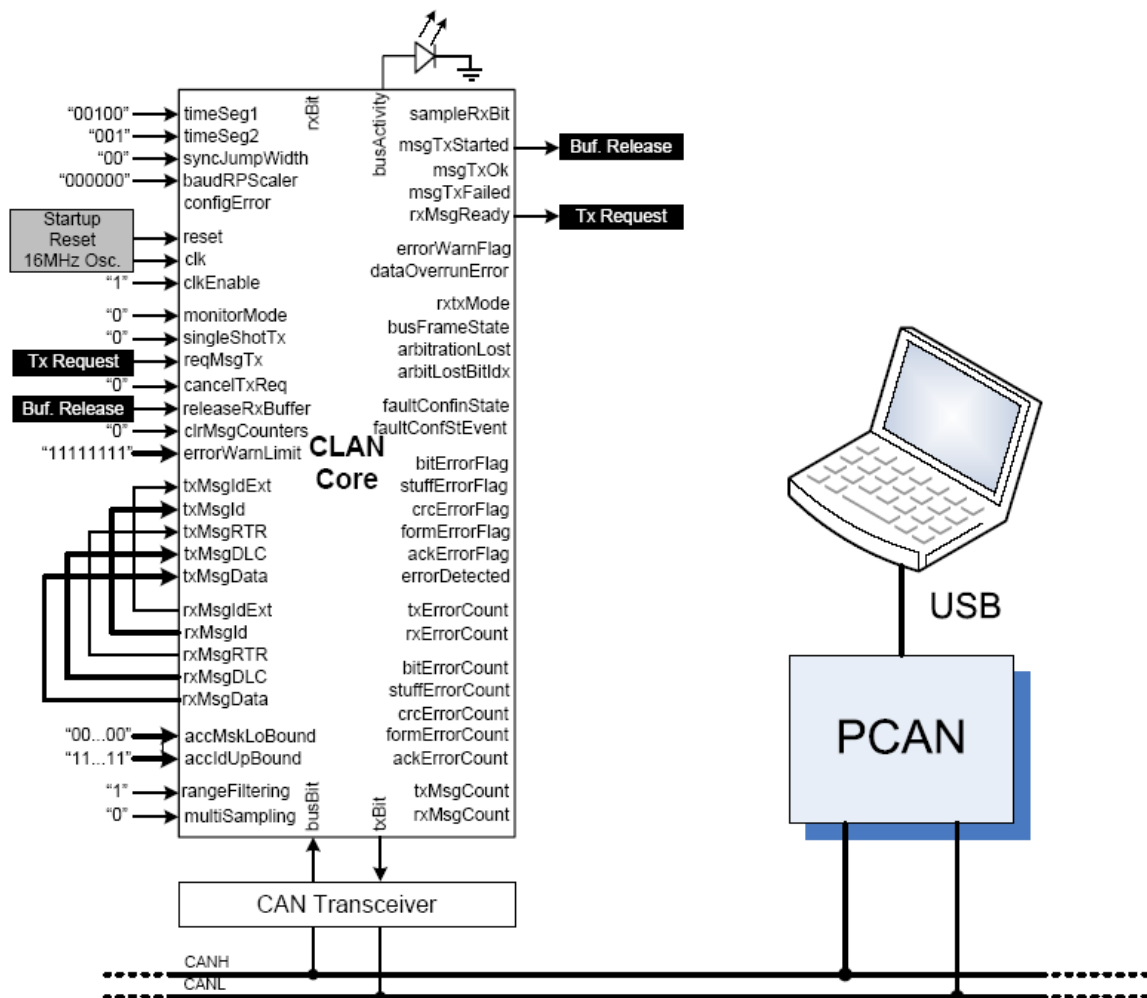 rxBit
busActivity
"00100"
timeSeg1
sampleRxBit
"001"
timeSeg2
msgTxStarted
Buf. Release
"00"
syncJumpWidth
msgTxOk
"000000"
baudRPScaler
msgTxFailed
configError
rxMsgReady
Tx Request
Startup
Reset
16MHz Osc.
reset
clk
errorWarnFlag
"1"
clkEnable
dataOverrunError
"0"
monitorMode
rxtxMode
"0"
singleShotTx
busFrameState
Tx Request
reqMsgTx
arbitrationLost
"0"
cancelTxReq
arbitLostBitIdx
Buf. Release
releaseRxBuffer
faultConfinState
"0"
clrMsgCounters
faultConfStEvent
"11111111"
errorWarnLimit
CLAN
Core
bitErrorFlag
txMsgIdExt
stuffErrorFlag
txMsgId
crcErrorFlag
txMsgRTR
formErrorFlag
txMsgDLC
ackErrorFlag
txMsgData
errorDetected
rxMsgIdExt
txErrorCount
rxMsgId
rxErrorCount
rxMsgRTR
bitErrorCount
rxMsgDLC
stuffErrorCount
rxMsgData
crcErrorCount
"00...00"
accMskLoBound
formErrorCount
"11...11"
accIdUpBound
ackErrorCount
"1"
rangeFiltering
txMsgCount
"0"
multiSampling
rxMsgCount
busBit
txBit
CAN Transceiver
CANH
CANL
USB
PCAN